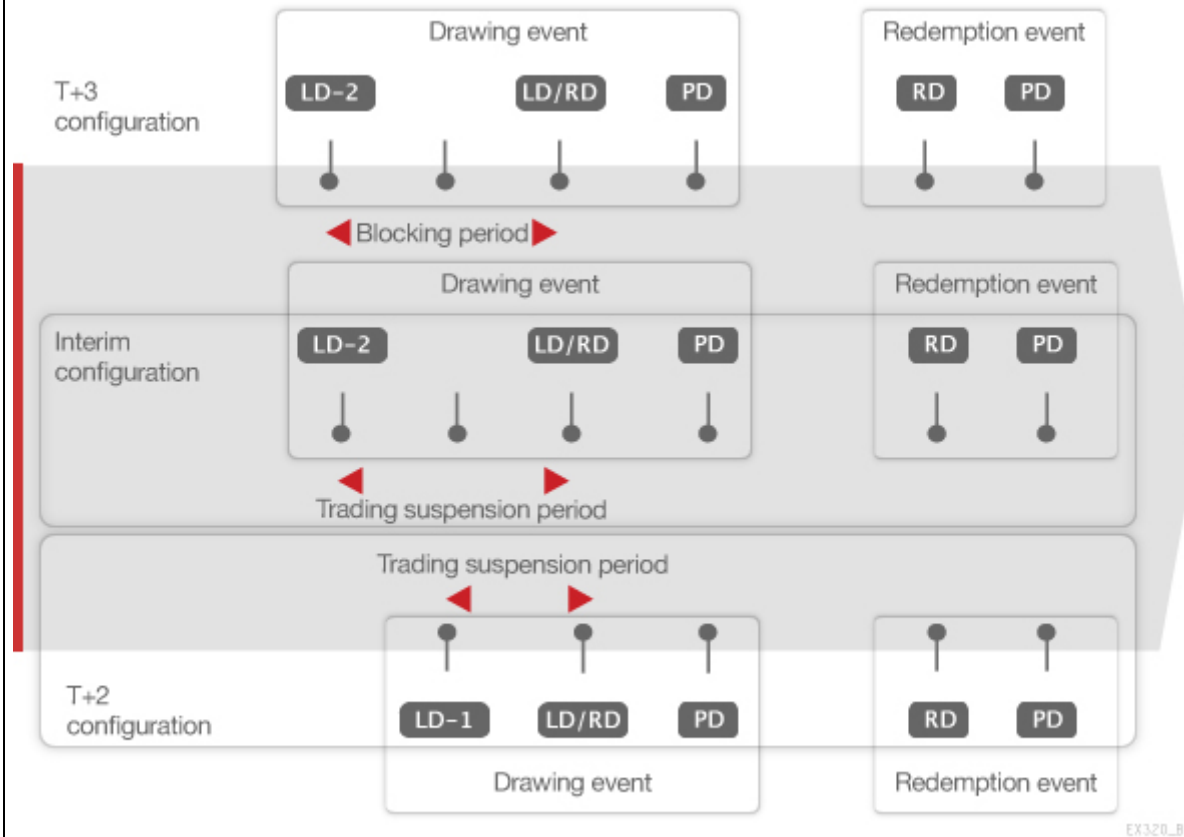 Drawing event
Redemption event
T+3
configuration
LD-2
LD/RD
PD
RD
PD
Blocking period
Drawing event
Redemption event
Interim
configuration
LD-2
LD/RD
PD
RD
PD
Trading suspension period
Trading suspension period
T+2
configuration
LD-1
LD/RD
PD
RD
PD
Drawing event
Redemption event
EX320_B